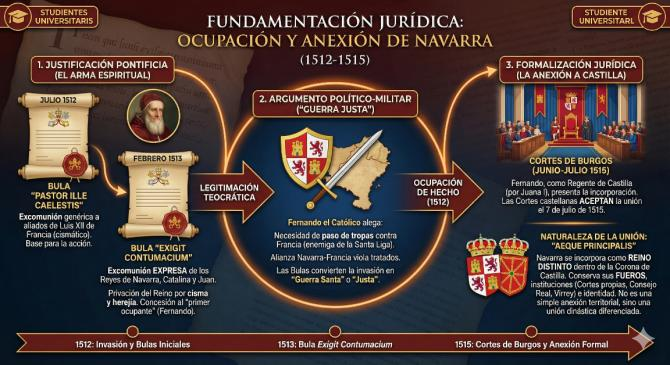 STUDIENTES
UNIVERSITARIS
FUNDAMENTACIÓN JURÍDICA:
OCUPACIÓN Y ANEXIÓN DE NAVARRA
(1512-1515)
STUDIENTE
UNIVERSITARL
1. JUSTIFICACIÓN PONTIFICIA
(EL ARMA ESPIRITUAL)
JULIO 1512
BULA
"PASTOR ILLE
CAELESTIS"
Excomunión genérica a
aliados de Luis XII de
Francia (cismático).
Base para la acción.
FEBRERO 1513
BULA "EXIGIT
CONTUMACIUM"
Excomunión EXPRESA de los
Reyes de Navarra, Catalina y Juan.
Privación del Reino por cisma
y herejía. Concesión al "primer
ocupante" (Fernando).
LEGITIMACIÓN
TEOCRÁTICA
2. ARGUMENTO POLÍTICO-MILITAR
("GUERRA JUSTA")
Fernando el Católico alega:
Necesidad de paso de tropas contra
Francia (enemiga de la Santa Liga).
Alianza Navarra-Francia viola tratados.
Las Bulas convierten la invasión en
"Guerra Santa" o "Justa".
OCUPACIÓN
DE HECHO
(1512)
3. FORMALIZACIÓN JURÍDICA
(LA ANEXIÓN A CASTILLA)
CORTES DE BURGOS
(JUNIO-JULIO 1515)
Fernando, como Regente de Castilla
(por Juana I), presenta la incorporación.
Las Cortes castellanas ACEPTAN la unión
el 7 de julio de 1515.
NATURALEZA DE LA UNIÓN:
"AEQUE PRINCIPALIS"
Navarra se incorpora como REINO
DISTINTO dentro de la Corona de
Castilla. Conserva sus FUEROS,
instituciones (Cortes propias, Consejo
Real, Virrey) e identidad. No es una
simple anexión territorial, sino una
unión dinástica diferenciada.
1512: Invasión y Bulas Iniciales
1513: Bula Exigit Contumacium
1515: Cortes de Burgos y Anexión Formal